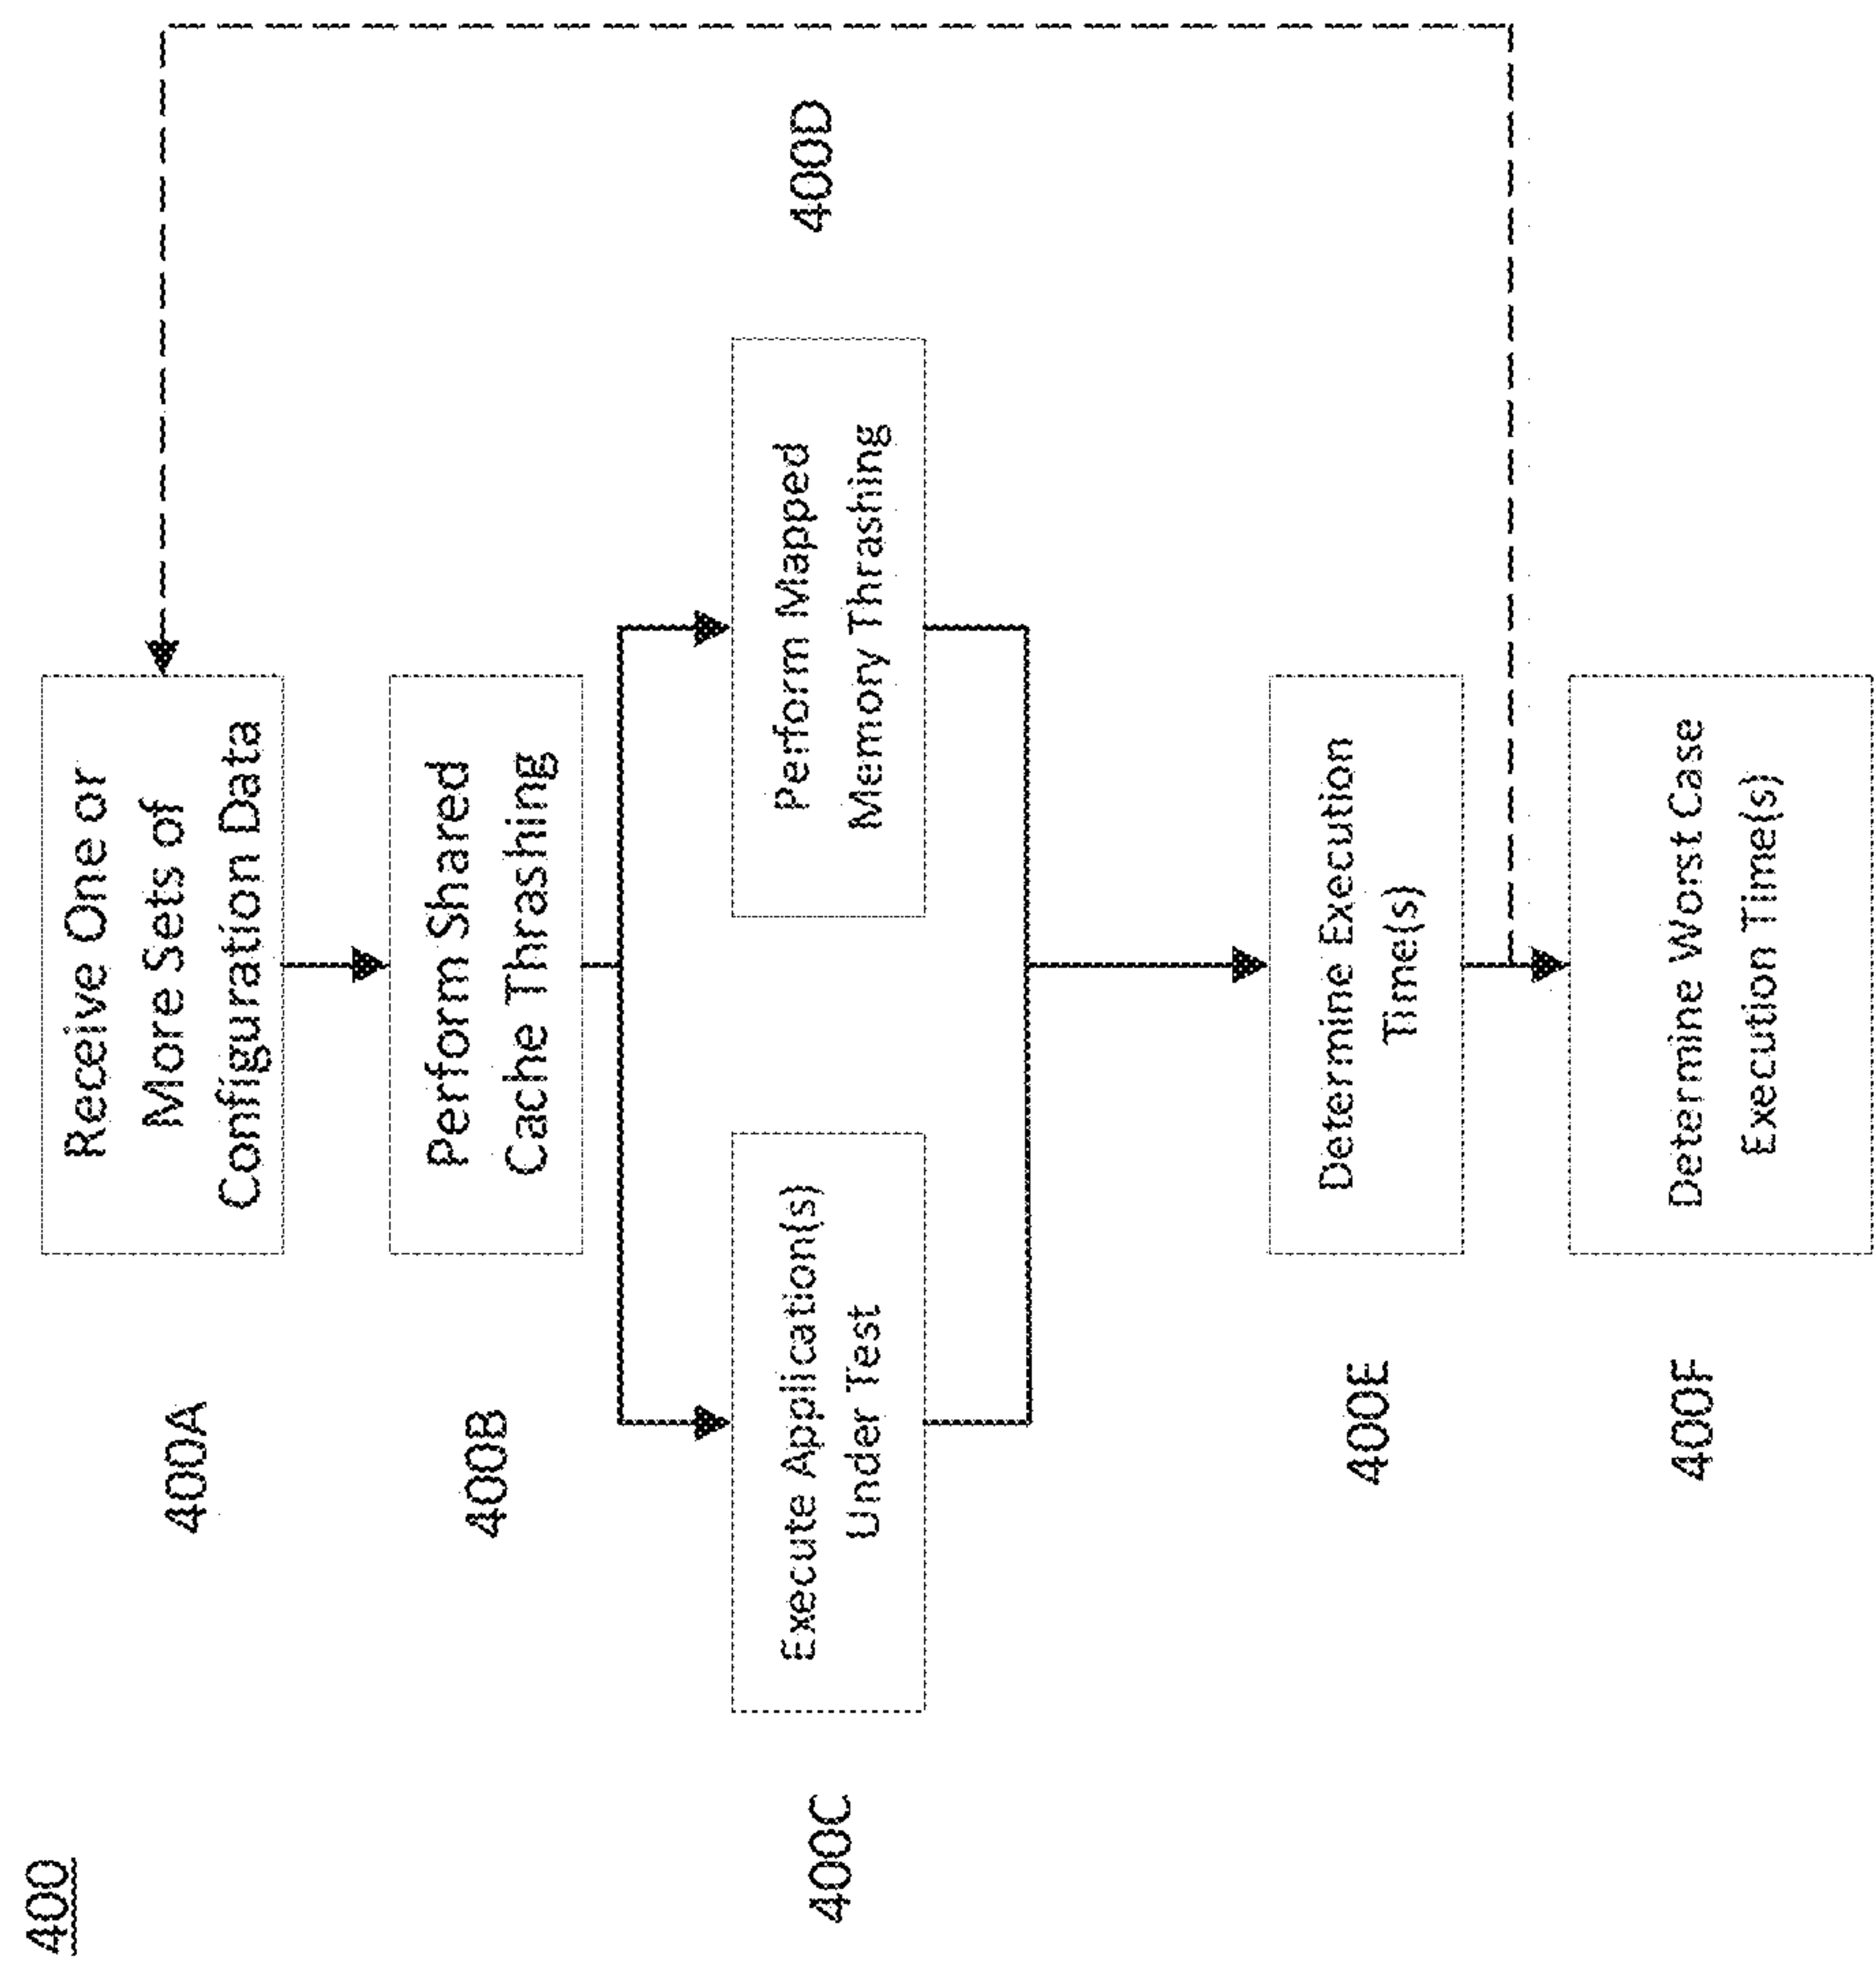 400
400A
Receive One or
More Sets of
Configuration Data
400B
Perform Shared
Cache Thrashing
400C
Execute Application(s)
Under Test
Perform Mapped
Memory Thrashing
400D
400E
Determine Execution
Time(s)
400F
Determine Worst Case
Execution Time(s)